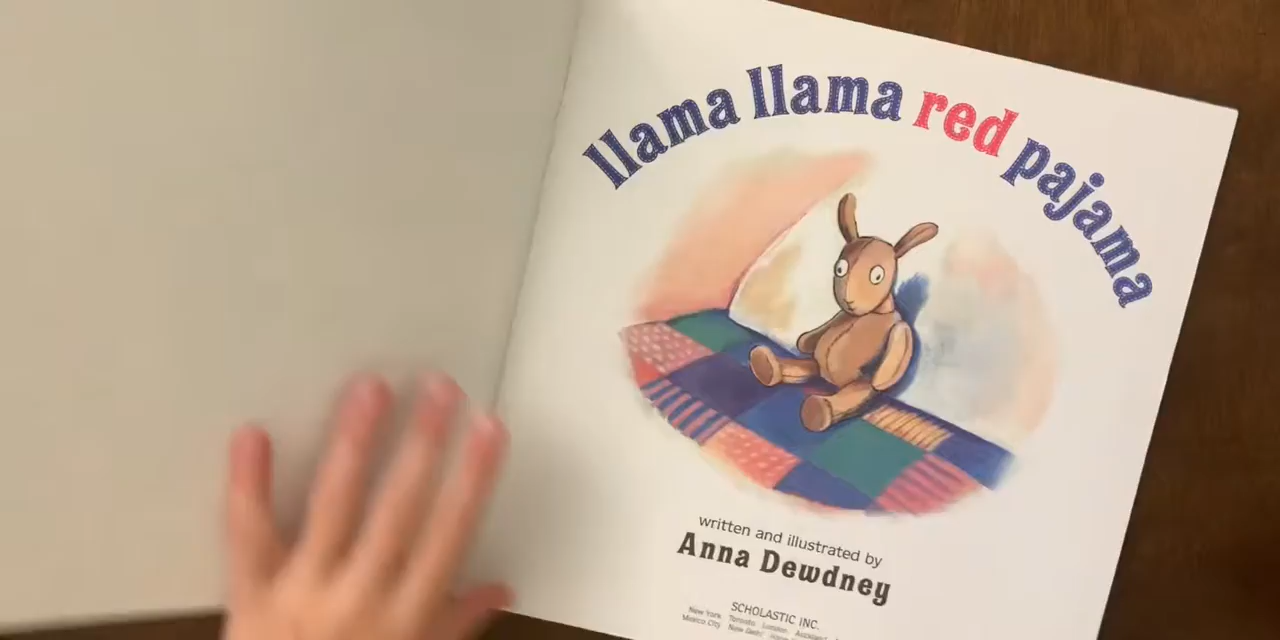 llama llama red pajama
written and illustrated by
Anna Dewdney
SCHOLASTIC INC.
New York Toronto London Auckland
Mexico City New Delhi